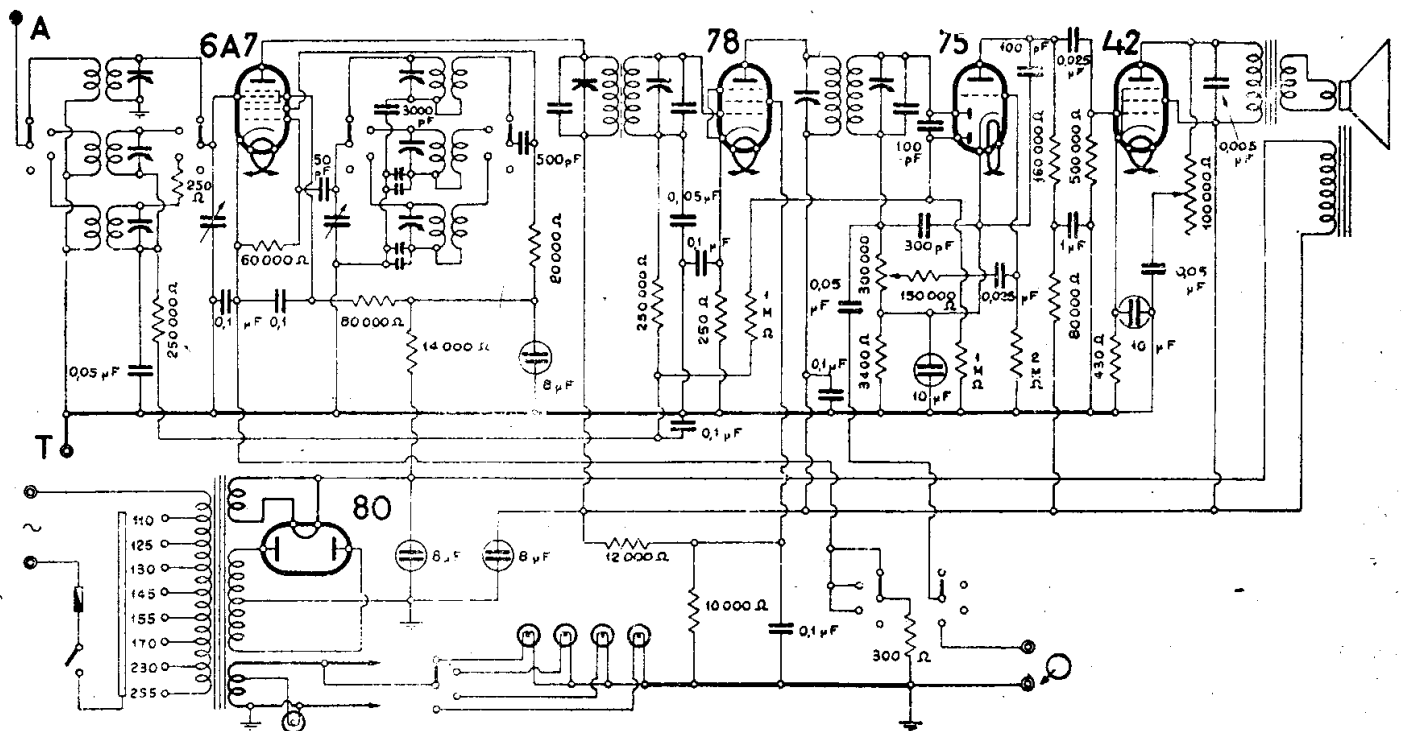 A
6A7
78
75
42
100 pF
0,025 µF
3000 pF
500 pF
50 pF
250 Ω
100 pF
160 000 Ω
500 000 Ω
0,005 µF
100 000 Ω
60 000 Ω
20 000 Ω
0,05 µF
0,1 µF
300 pF
1 µF
0,05 µF
300 000
150 000 Ω
0,025 µF
0,05 µF
0,1 µF
0,1
80 000 Ω
250 000 Ω
14 000 Ω
8 µF
250 000 Ω
250 Ω
1 MΩ
3400 Ω
1 MΩ
80 000 Ω
430 Ω
10 µF
0,05 µF
0,1 µF
10 µF
0,1 µF
T
80
~
110
125
130
145
155
170
230
255
8 µF
8 µF
12 000 Ω
10 000 Ω
0,1 µF
300 Ω